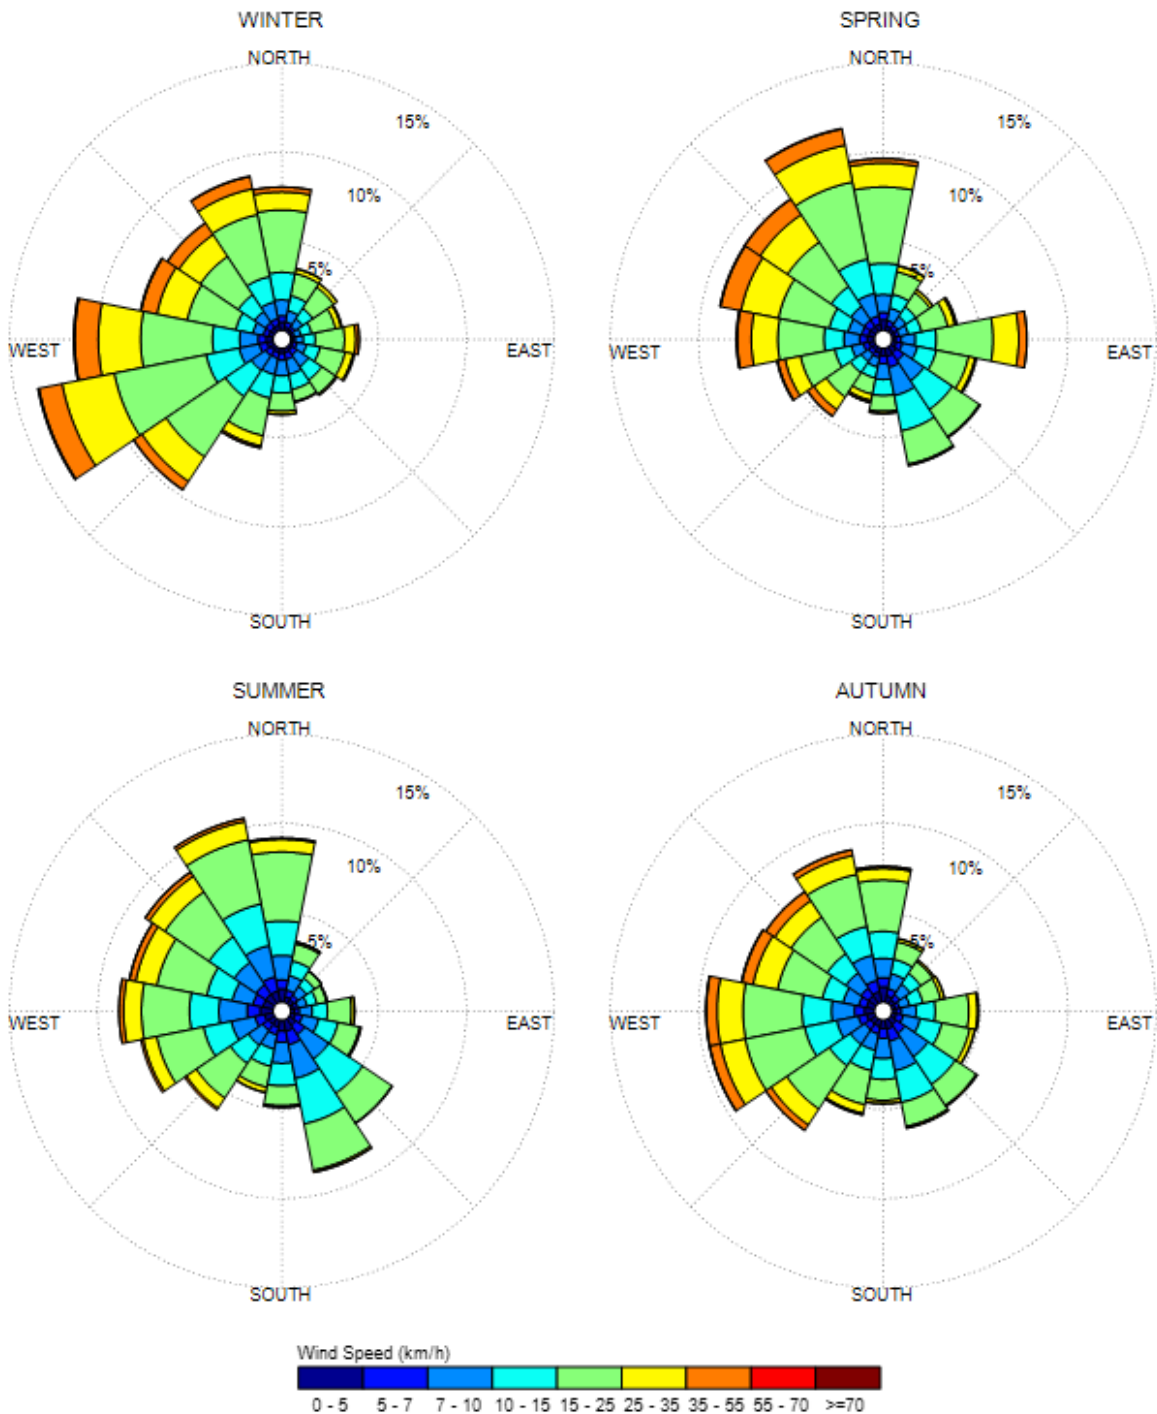 WINTER
SPRING
NORTH
NORTH
15%
15%
10%
10%
5%
5%
WEST
EAST
WEST
EAST
SOUTH
SOUTH
SUMMER
AUTUMN
NORTH
NORTH
15%
15%
10%
10%
5%
5%
WEST
EAST
WEST
EAST
SOUTH
SOUTH
Wind Speed (km/h)
0 - 5 5 - 7 7 - 10 10 - 15 15 - 25 25 - 35 35 - 55 55 - 70 >=70